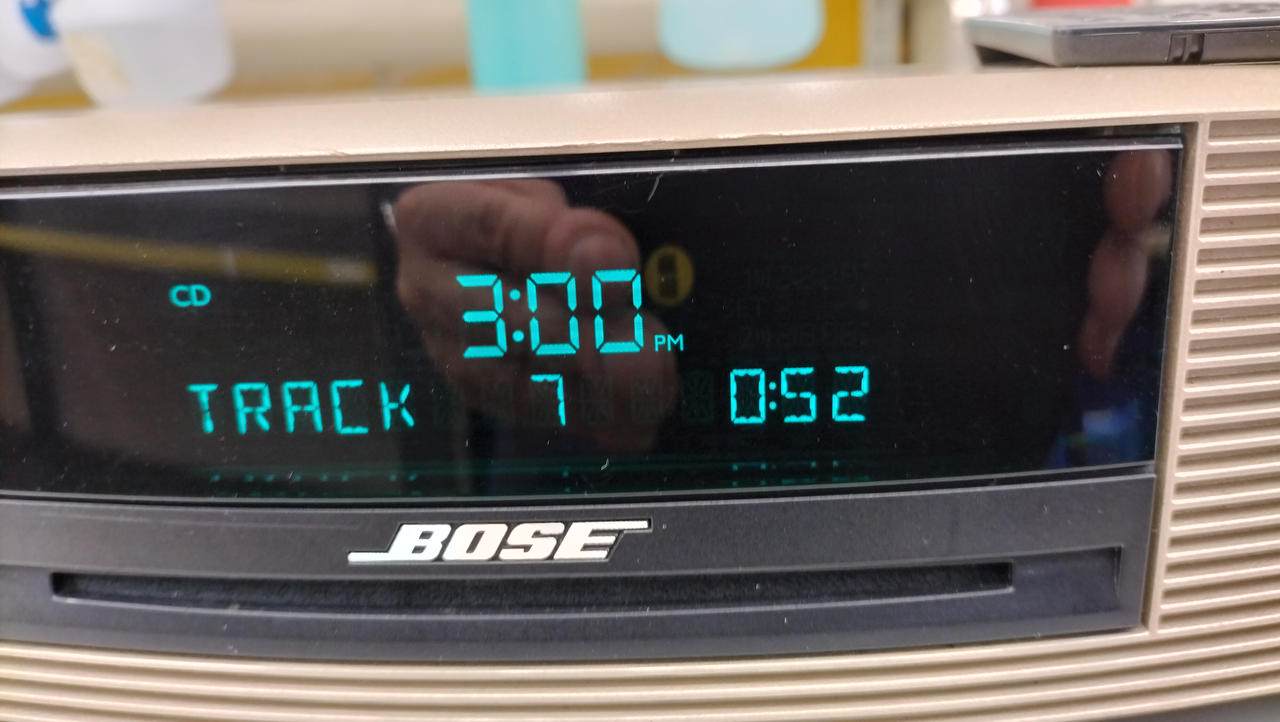 CD
3:00 PM
TRACK 7 0:52
BOSE